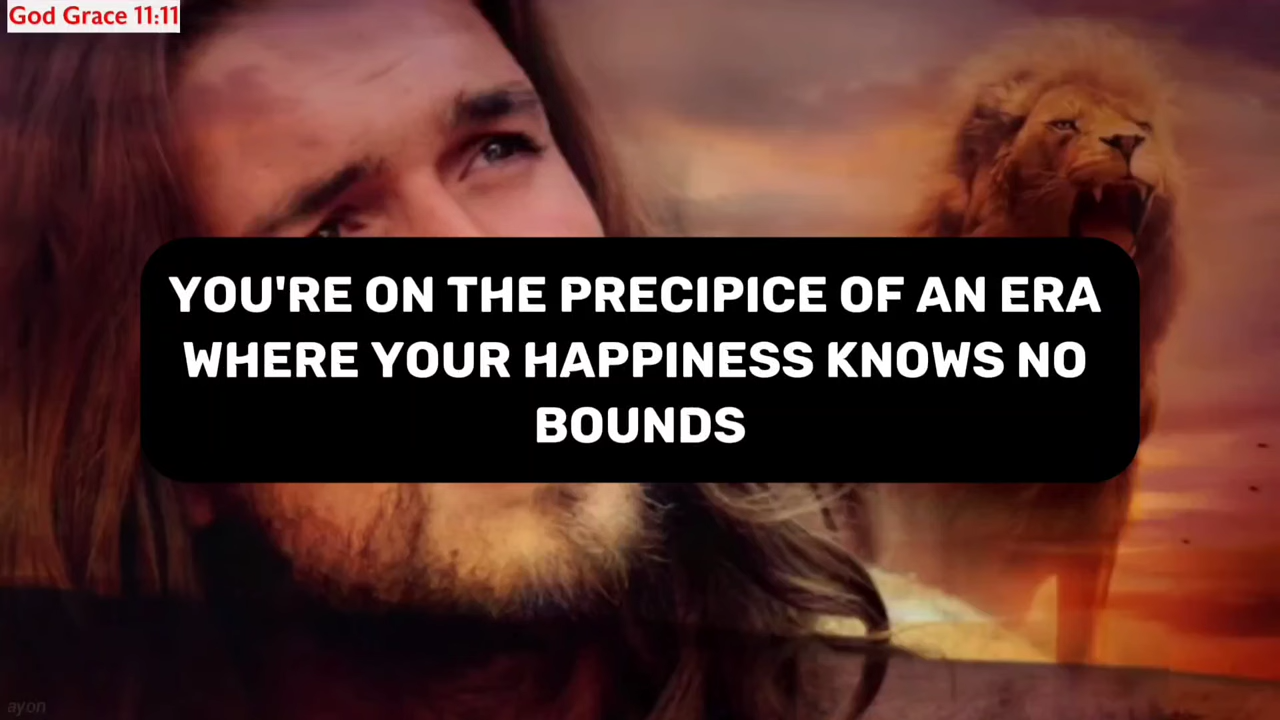 God Grace 11:11
YOU'RE ON THE PRECIPICE OF AN ERA
WHERE YOUR HAPPINESS KNOWS NO
BOUNDS
ayon